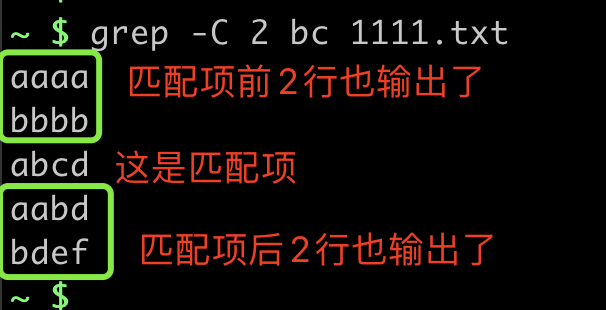 ~ $ grep -C 2 bc 1111.txt
aaaa 匹配项前2行也输出了
bbbb
abcd 这是匹配项
aabd
bdef 匹配项后2行也输出了
~ $